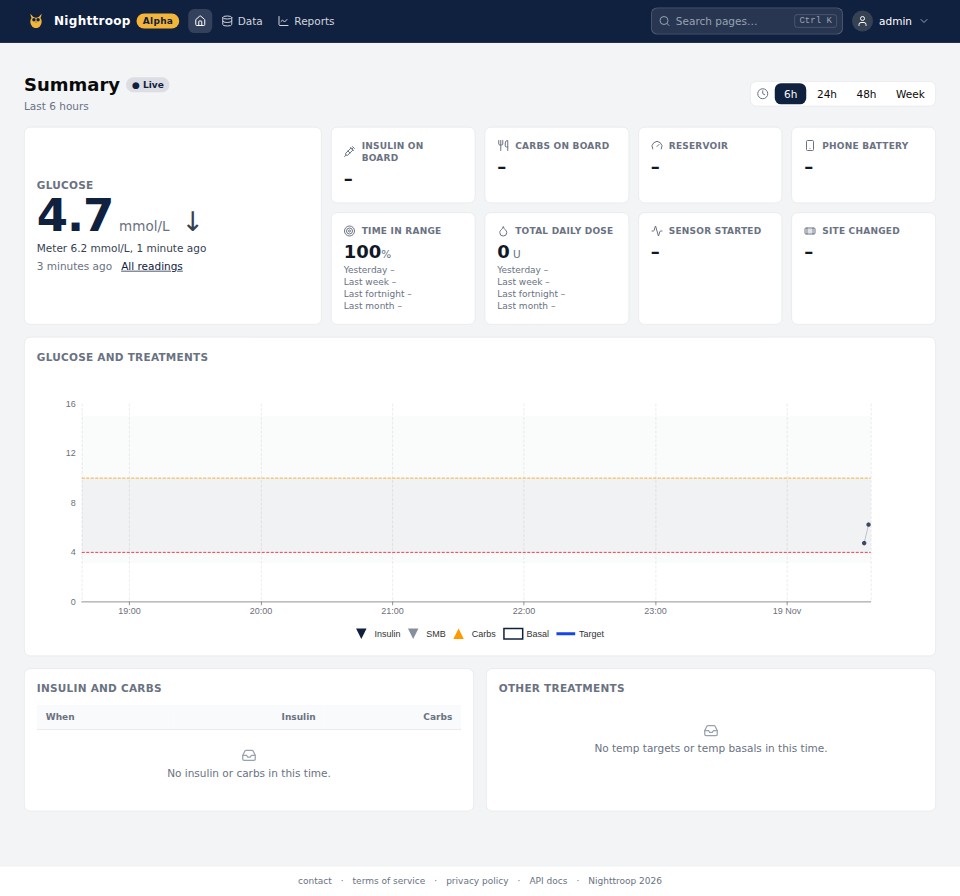 Nighttroop Alpha Data Reports Search pages... Ctrl K admin
Summary Live
Last 6 hours
6h 24h 48h Week
GLUCOSE
4.7 mmol/L ↓
Meter 6.2 mmol/L, 1 minute ago
3 minutes ago All readings
INSULIN ON
BOARD
–
CARBS ON BOARD
–
RESERVOIR
–
PHONE BATTERY
–
TIME IN RANGE
100%
Yesterday –
Last week –
Last fortnight –
Last month –
TOTAL DAILY DOSE
0 U
Yesterday –
Last week –
Last fortnight –
Last month –
SENSOR STARTED
–
SITE CHANGED
–
GLUCOSE AND TREATMENTS
16
12
8
4
0
19:00 20:00 21:00 22:00 23:00 19 Nov
Insulin SMB Carbs Basal Target
INSULIN AND CARBS
When Insulin Carbs
No insulin or carbs in this time.
OTHER TREATMENTS
No temp targets or temp basals in this time.
contact · terms of service · privacy policy · API docs · Nighttroop 2026